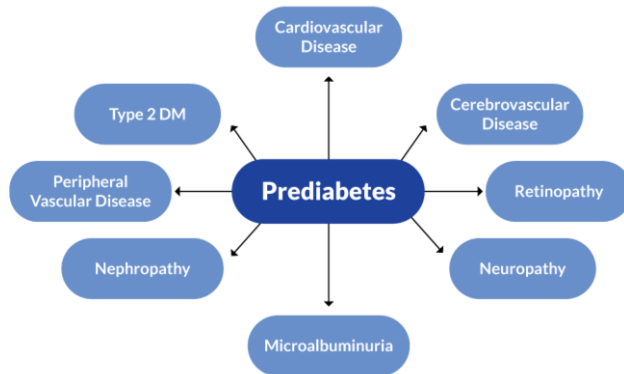 Cardiovascular
Disease
Type 2 DM
Cerebrovascular
Disease
Peripheral
Vascular Disease
Prediabetes
Retinopathy
Nephropathy
Neuropathy
Microalbuminuria